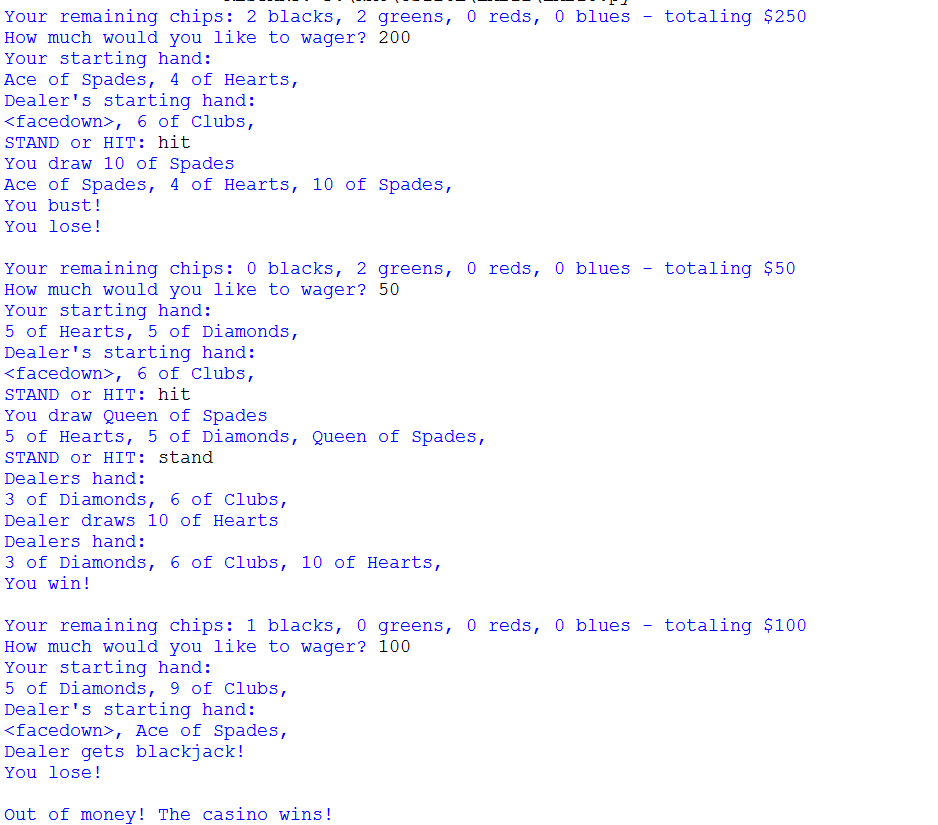 Your remaining chips: 2 blacks, 2 greens, 0 reds, 0 blues - totaling $250
How much would you like to wager? 200
Your starting hand:
Ace of Spades, 4 of Hearts,
Dealer's starting hand:
<facedown>, 6 of Clubs,
STAND or HIT: hit
You draw 10 of Spades
Ace of Spades, 4 of Hearts, 10 of Spades,
You bust!
You lose!

Your remaining chips: 0 blacks, 2 greens, 0 reds, 0 blues - totaling $50
How much would you like to wager? 50
Your starting hand:
5 of Hearts, 5 of Diamonds,
Dealer's starting hand:
<facedown>, 6 of Clubs,
STAND or HIT: hit
You draw Queen of Spades
5 of Hearts, 5 of Diamonds, Queen of Spades,
STAND or HIT: stand
Dealers hand:
3 of Diamonds, 6 of Clubs,
Dealer draws 10 of Hearts
Dealers hand:
3 of Diamonds, 6 of Clubs, 10 of Hearts,
You win!

Your remaining chips: 1 blacks, 0 greens, 0 reds, 0 blues - totaling $100
How much would you like to wager? 100
Your starting hand:
5 of Diamonds, 9 of Clubs,
Dealer's starting hand:
<facedown>, Ace of Spades,
Dealer gets blackjack!
You lose!

Out of money! The casino wins!